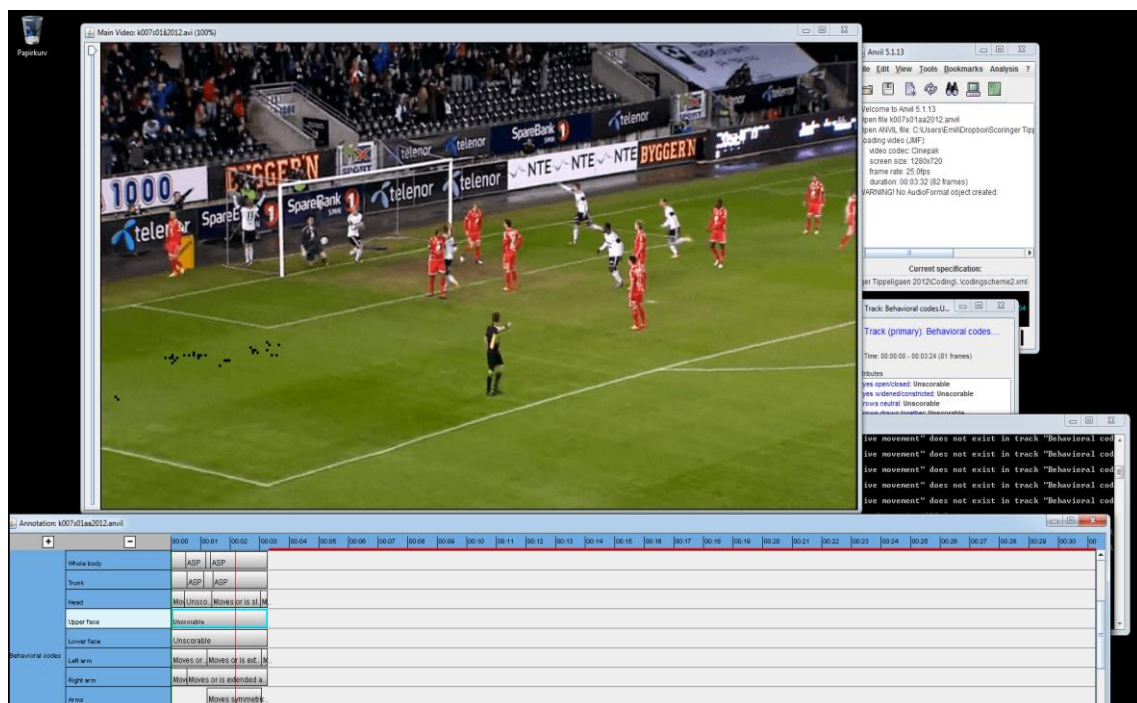 Papirkurv
Main Video: k007s01å2012.avi (100%)
1000
BYGGER'N
SPORT
telenor
telenor
SpareBank 1
telenor
NTE NTE NTE
BYGGER'N
telenor
SpareBank 1
SMN
telenor
telenor
Anvil 5.1.13
File Edit View Tools Bookmarks Analysis ?
Welcome to Anvil 5.1.13
Open file k007s01aa2012.anvil
Open ANVIL file: C:\Users\Emil\Dropbox\Scoringer Tipp
loading video (JMF):
video codec: Cinepak
screen size: 1280x720
frame rate: 25.0fps
duration: 00:03.32 (82 frames)
WARNING! No AudioFormat object created.
Current specification:
ger Tippeligaen 2012\Coding\..\codingscheme2.xml
Track: Behavioral codes.U...
Track (primary): Behavioral codes....
Time: 00:00:00 - 00:03:24 (81 frames)
tributes
yes open/closed: Unscorable
yes widened/constricted: Unscorable
rows neutral: Unscorable
ive movement" does not exist in track "Behavioral cod
ive movement" does not exist in track "Behavioral cod
ive movement" does not exist in track "Behavioral cod
ive movement" does not exist in track "Behavioral cod
ive movement" does not exist in track "Behavioral cod
Annotation: k007s01aa2012.anvil
+ - 00:00 00:01 00:02 00:03 00:04 00:05 00:06 00:07 00:08 00:09 00:10 00:11 00:12 00:13 00:14 00:15 00:16 00:17 00:18 00:19 00:20 00:21 00:22 00:23 00:24 00:25 00:26 00:27 00:28 00:29 00:30 00
Whole body ASP ASP
Trunk ASP ASP
Head Mov Unsco.. Moves or is sl.. M..
Upper face Unscorable
Lower face Unscorable
Behavioral codes
Left arm Moves or .. Moves or is ext.. M..
Right arm Mov Moves or is extended a..
Arms Moves symmetric..